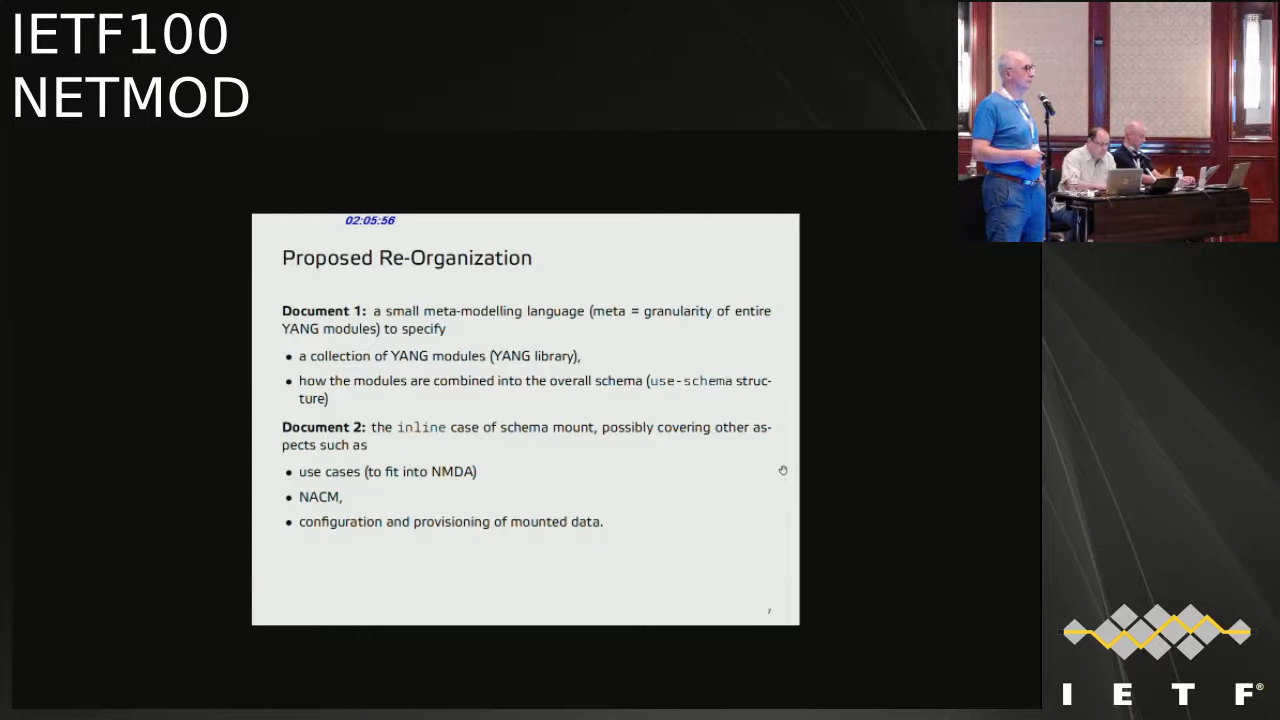 IETF100
NETMOD
02:05:56
Proposed Re-Organization
Document 1: a small meta-modelling language (meta = granularity of entire
YANG modules) to specify
• a collection of YANG modules (YANG library),
• how the modules are combined into the overall schema (use-schema struc-
ture)
Document 2: the inline case of schema mount, possibly covering other as-
pects such as
• use cases (to fit into NMDA)
• NACM,
• configuration and provisioning of mounted data.
7
I E T F®